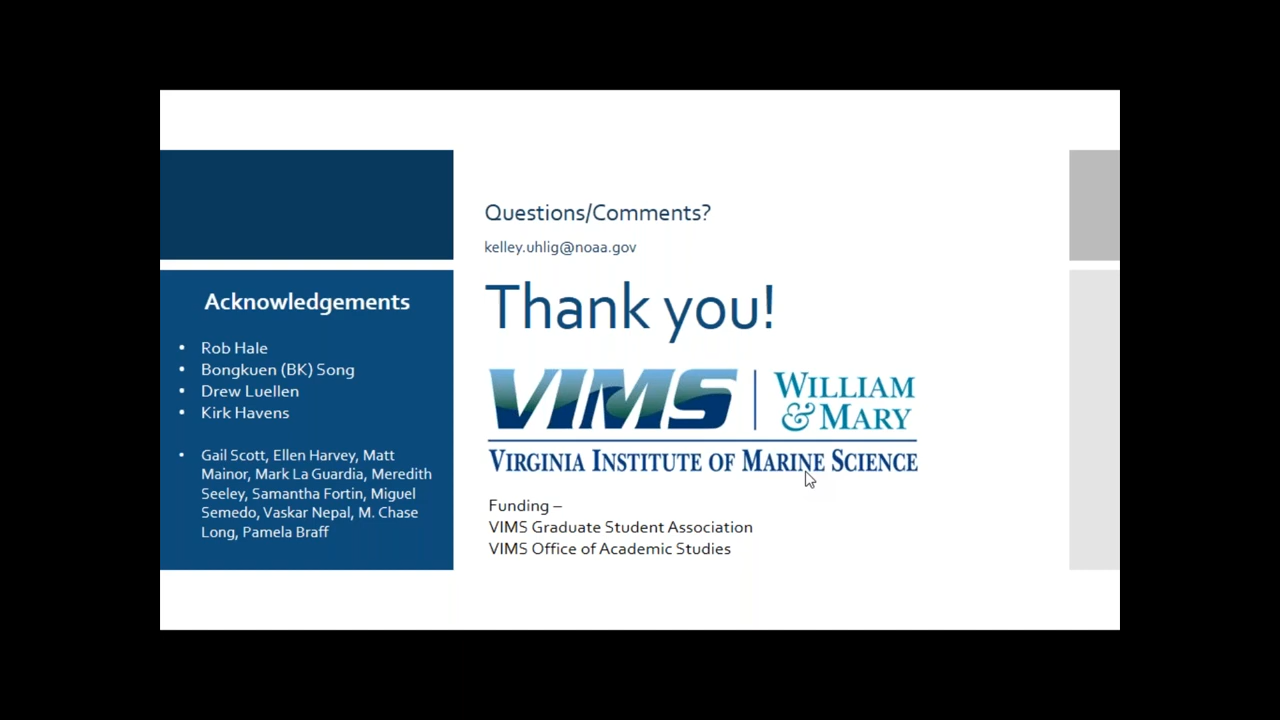 Acknowledgements
• Rob Hale
• Bongkuen (BK) Song
• Drew Luellen
• Kirk Havens
• Gail Scott, Ellen Harvey, Matt
Mainor, Mark La Guardia, Meredith
Seeley, Samantha Fortin, Miguel
Semedo, Vaskar Nepal, M. Chase
Long, Pamela Braff
Questions/Comments?
kelley.uhlig@noaa.gov
Thank you!
VIMS
WILLIAM
& MARY
VIRGINIA INSTITUTE OF MARINE SCIENCE
Funding –
VIMS Graduate Student Association
VIMS Office of Academic Studies